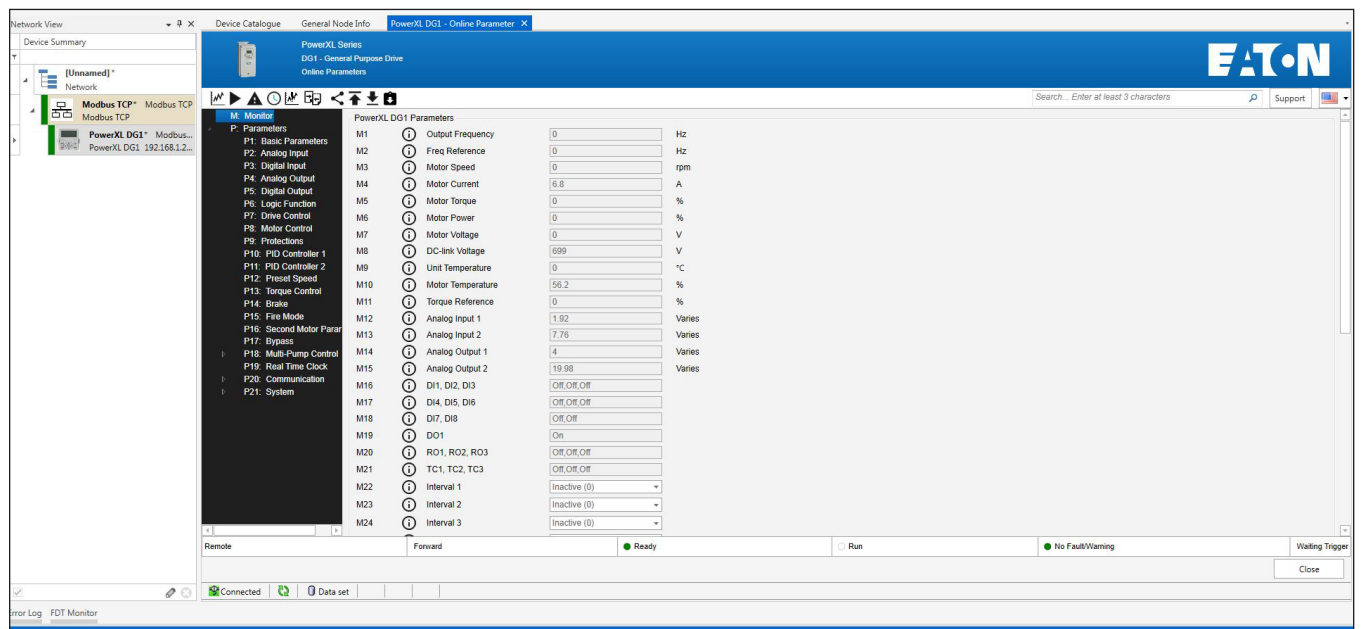 Network View
Device Catalogue General Node Info PowerXL DG1 - Online Parameter
Device Summary
[Unnamed]*
Network
Modbus TCP* Modbus TCP
Modbus TCP
PowerXL DG1* Modbus...
PowerXL DG1 192.168.1.2...
PowerXL Series
DG1 - General Purpose Drive
Online Parameters
EATON
Search... Enter at least 3 characters
Support
M: Monitor
P: Parameters
P1: Basic Parameters
P2: Analog Input
P3: Digital Input
P4: Analog Output
P5: Digital Output
P6: Logic Function
P7: Drive Control
P8: Motor Control
P9: Protections
P10: PID Controller 1
P11: PID Controller 2
P12: Preset Speed
P13: Torque Control
P14: Brake
P15: Fire Mode
P16: Second Motor Parar
P17: Bypass
P18: Multi-Pump Control
P19: Real Time Clock
P20: Communication
P21: System
PowerXL DG1 Parameters
M1 Output Frequency 0 Hz
M2 Freq Reference 0 Hz
M3 Motor Speed 0 rpm
M4 Motor Current 6.8 A
M5 Motor Torque 0 %
M6 Motor Power 0 %
M7 Motor Voltage 0 V
M8 DC-link Voltage 699 V
M9 Unit Temperature 0 °C
M10 Motor Temperature 56.2 %
M11 Torque Reference 0 %
M12 Analog Input 1 1.92 Varies
M13 Analog Input 2 7.76 Varies
M14 Analog Output 1 4 Varies
M15 Analog Output 2 19.98 Varies
M16 DI1, DI2, DI3 Off,Off,Off
M17 DI4, DI5, DI6 Off,Off,Off
M18 DI7, DI8 Off,Off
M19 DO1 On
M20 RO1, RO2, RO3 Off,Off,Off
M21 TC1, TC2, TC3 Off,Off,Off
M22 Interval 1 Inactive (0)
M23 Interval 2 Inactive (0)
M24 Interval 3 Inactive (0)
Remote Forward Ready Run No Fault/Warning Waiting Trigger
Close
Connected Data set
Error Log FDT Monitor